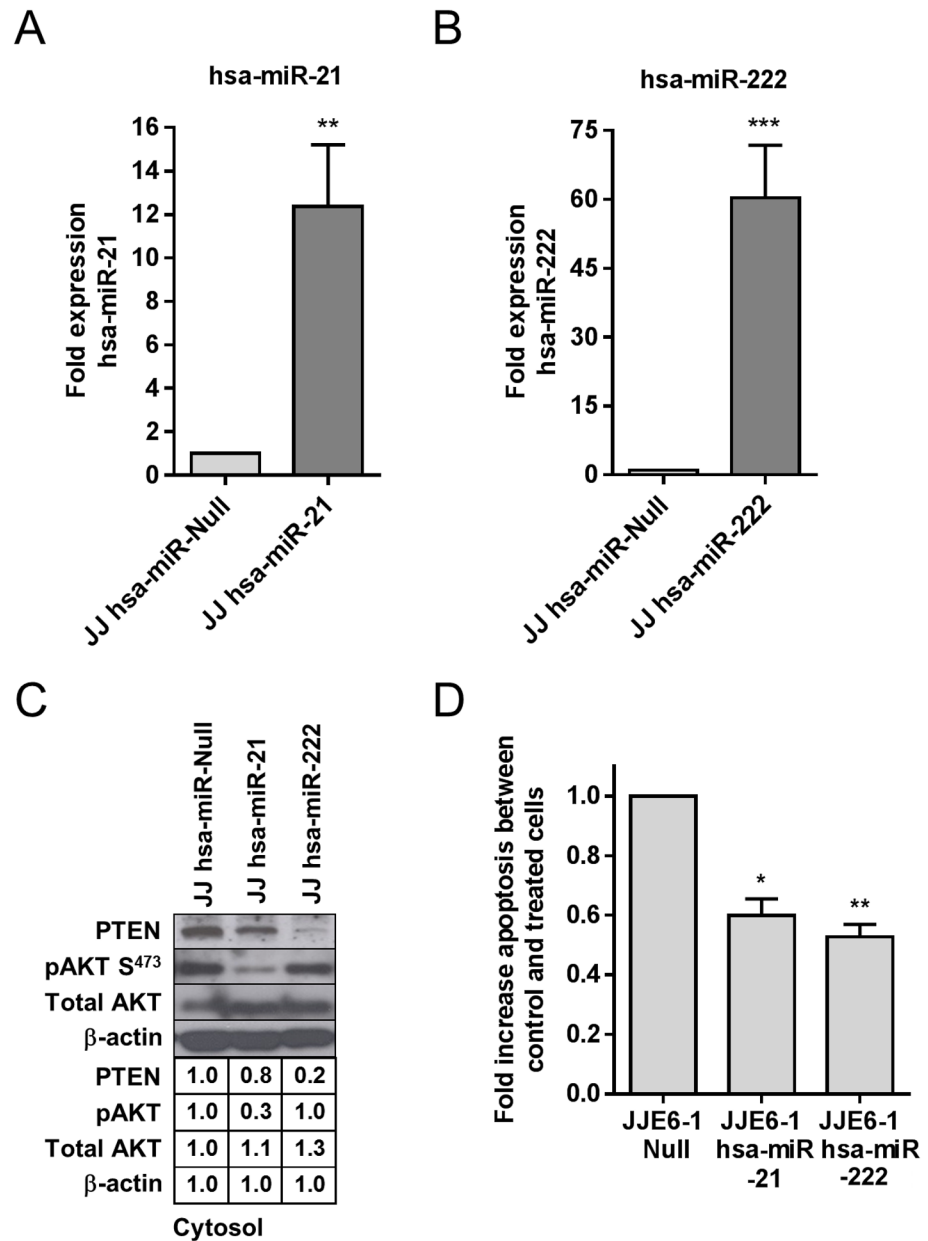 A
B
hsa-miR-21
hsa-miR-222
Fold expression
hsa-miR-21
16
14
12
10
8
6
4
2
0
**
JJ hsa-miR-Null
JJ hsa-miR-21
Fold expression
hsa-miR-222
75
60
45
30
15
0
***
JJ hsa-miR-Null
JJ hsa-miR-222
C
JJ hsa-miR-Null
JJ hsa-miR-21
JJ hsa-miR-222
PTEN
pAKT S⁴⁷³
Total AKT
β-actin
PTEN 1.0 0.8 0.2
pAKT 1.0 0.3 1.0
Total AKT 1.0 1.1 1.3
β-actin 1.0 1.0 1.0
Cytosol
D
Fold increase apoptosis between
control and treated cells
1.0
0.8
0.6
0.4
0.2
0.0
*
**
JJE6-1
Null
JJE6-1
hsa-miR
-21
JJE6-1
hsa-miR
-222